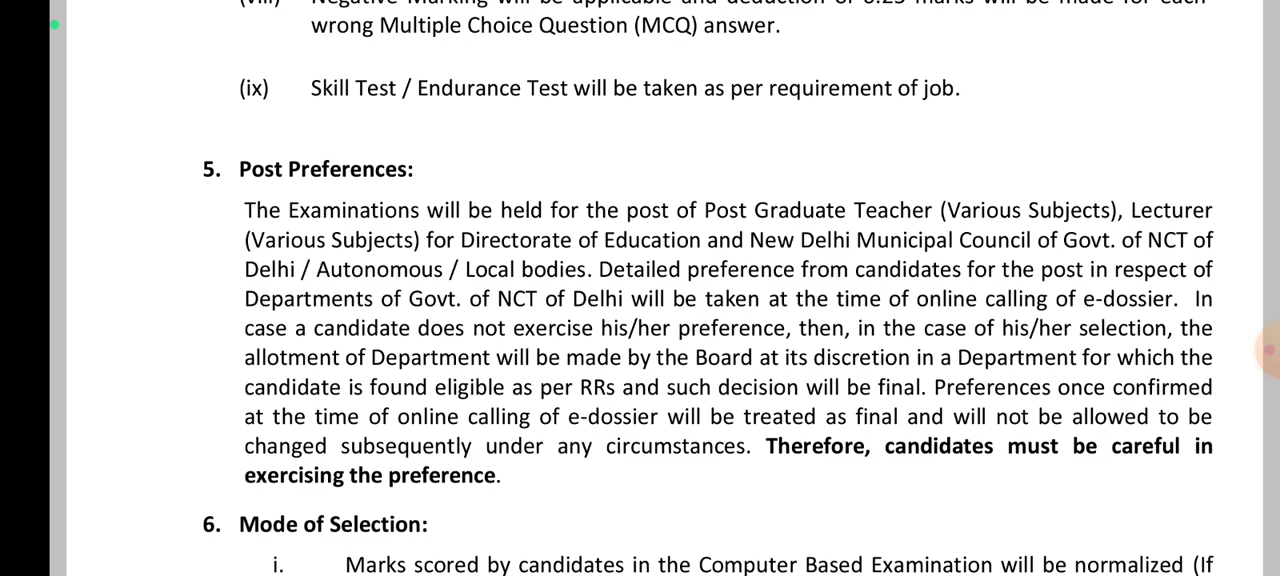 wrong Multiple Choice Question (MCQ) answer.
(ix) Skill Test / Endurance Test will be taken as per requirement of job.
5. Post Preferences:
The Examinations will be held for the post of Post Graduate Teacher (Various Subjects), Lecturer
(Various Subjects) for Directorate of Education and New Delhi Municipal Council of Govt. of NCT of
Delhi / Autonomous / Local bodies. Detailed preference from candidates for the post in respect of
Departments of Govt. of NCT of Delhi will be taken at the time of online calling of e-dossier. In
case a candidate does not exercise his/her preference, then, in the case of his/her selection, the
allotment of Department will be made by the Board at its discretion in a Department for which the
candidate is found eligible as per RRs and such decision will be final. Preferences once confirmed
at the time of online calling of e-dossier will be treated as final and will not be allowed to be
changed subsequently under any circumstances. Therefore, candidates must be careful in
exercising the preference.
6. Mode of Selection:
i. Marks scored by candidates in the Computer Based Examination will be normalized (If